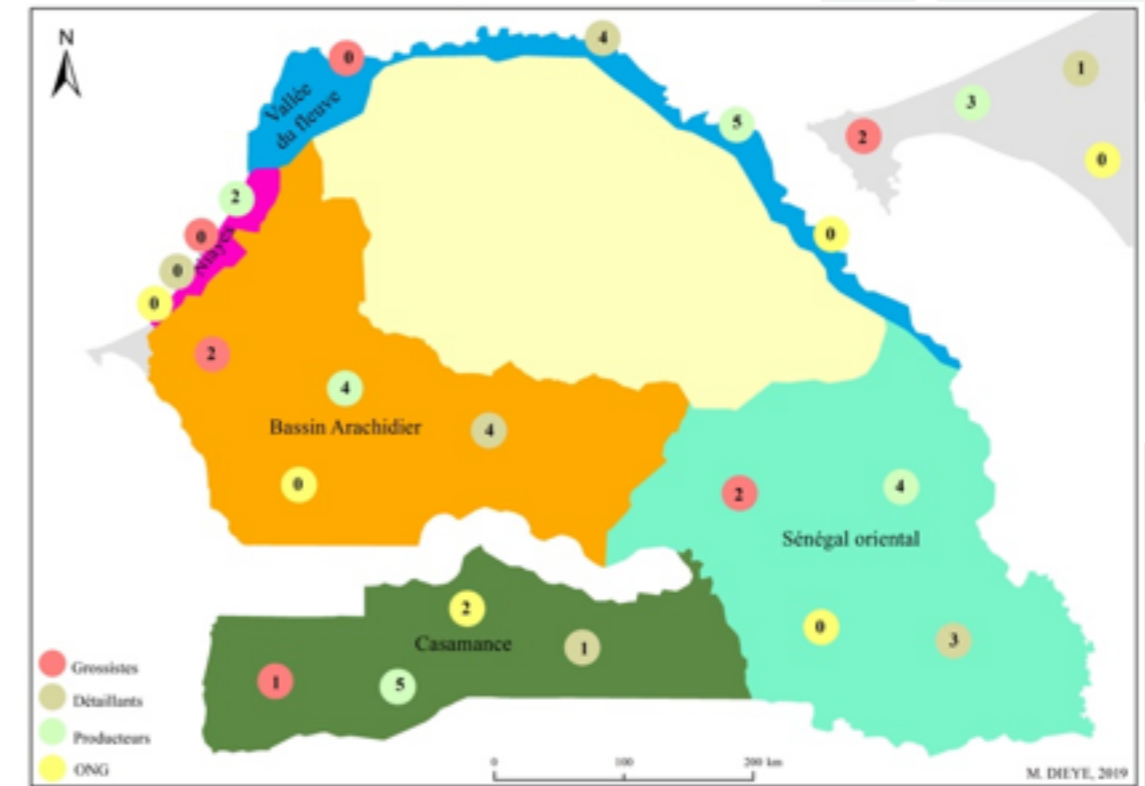 N
0
4
1
Vallée
du fleuve
3
5
2
0
2
0
Niayes
0
0
0
2
4
Bassin Arachidier
4
0
2
4
Sénégal oriental
2
Casamance
1
0
3
1
5
Grossistes
Détaillants
Producteurs
ONG
0 100 200 km
M. DIEYE, 2019